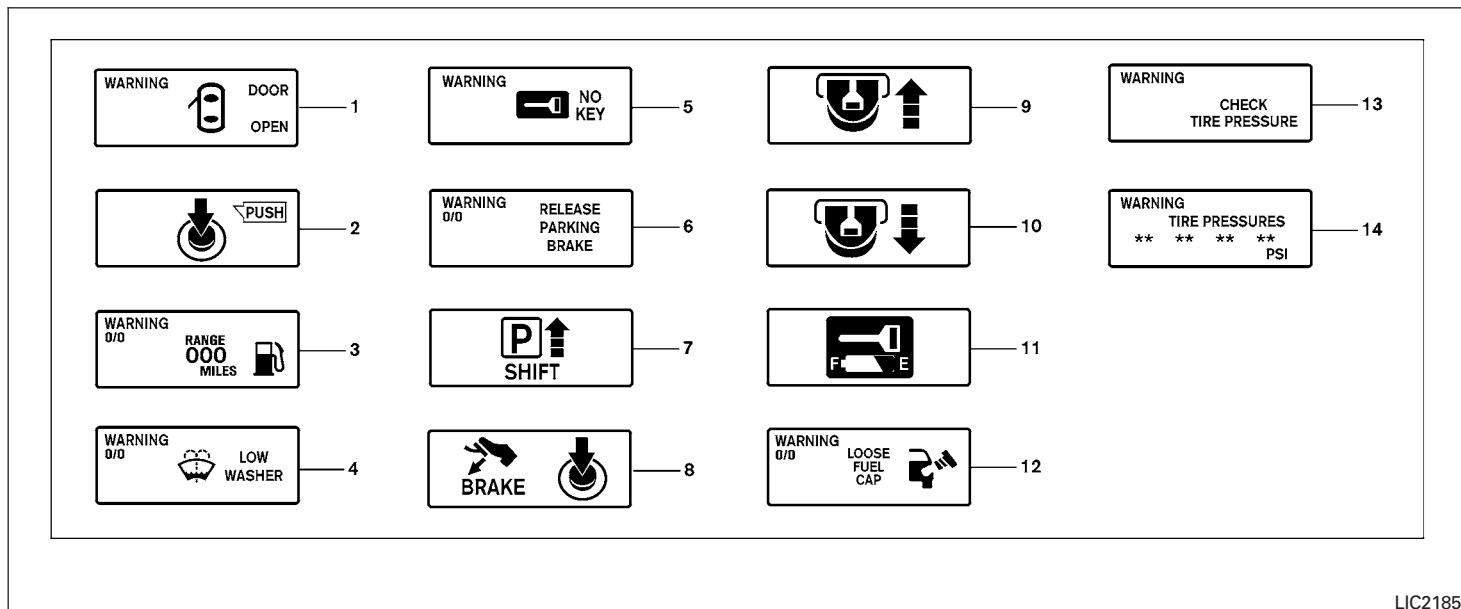 WARNING
DOOR
OPEN
1
PUSH
2
WARNING
0/0
RANGE
000
MILES
3
WARNING
0/0
LOW
WASHER
4
WARNING
NO
KEY
5
WARNING
0/0
RELEASE
PARKING
BRAKE
6
P
SHIFT
7
BRAKE
8
9
10
F E
11
WARNING
0/0
LOOSE
FUEL
CAP
12
WARNING
CHECK
TIRE PRESSURE
13
WARNING
TIRE PRESSURES
** ** ** **
PSI
14
LIC2185